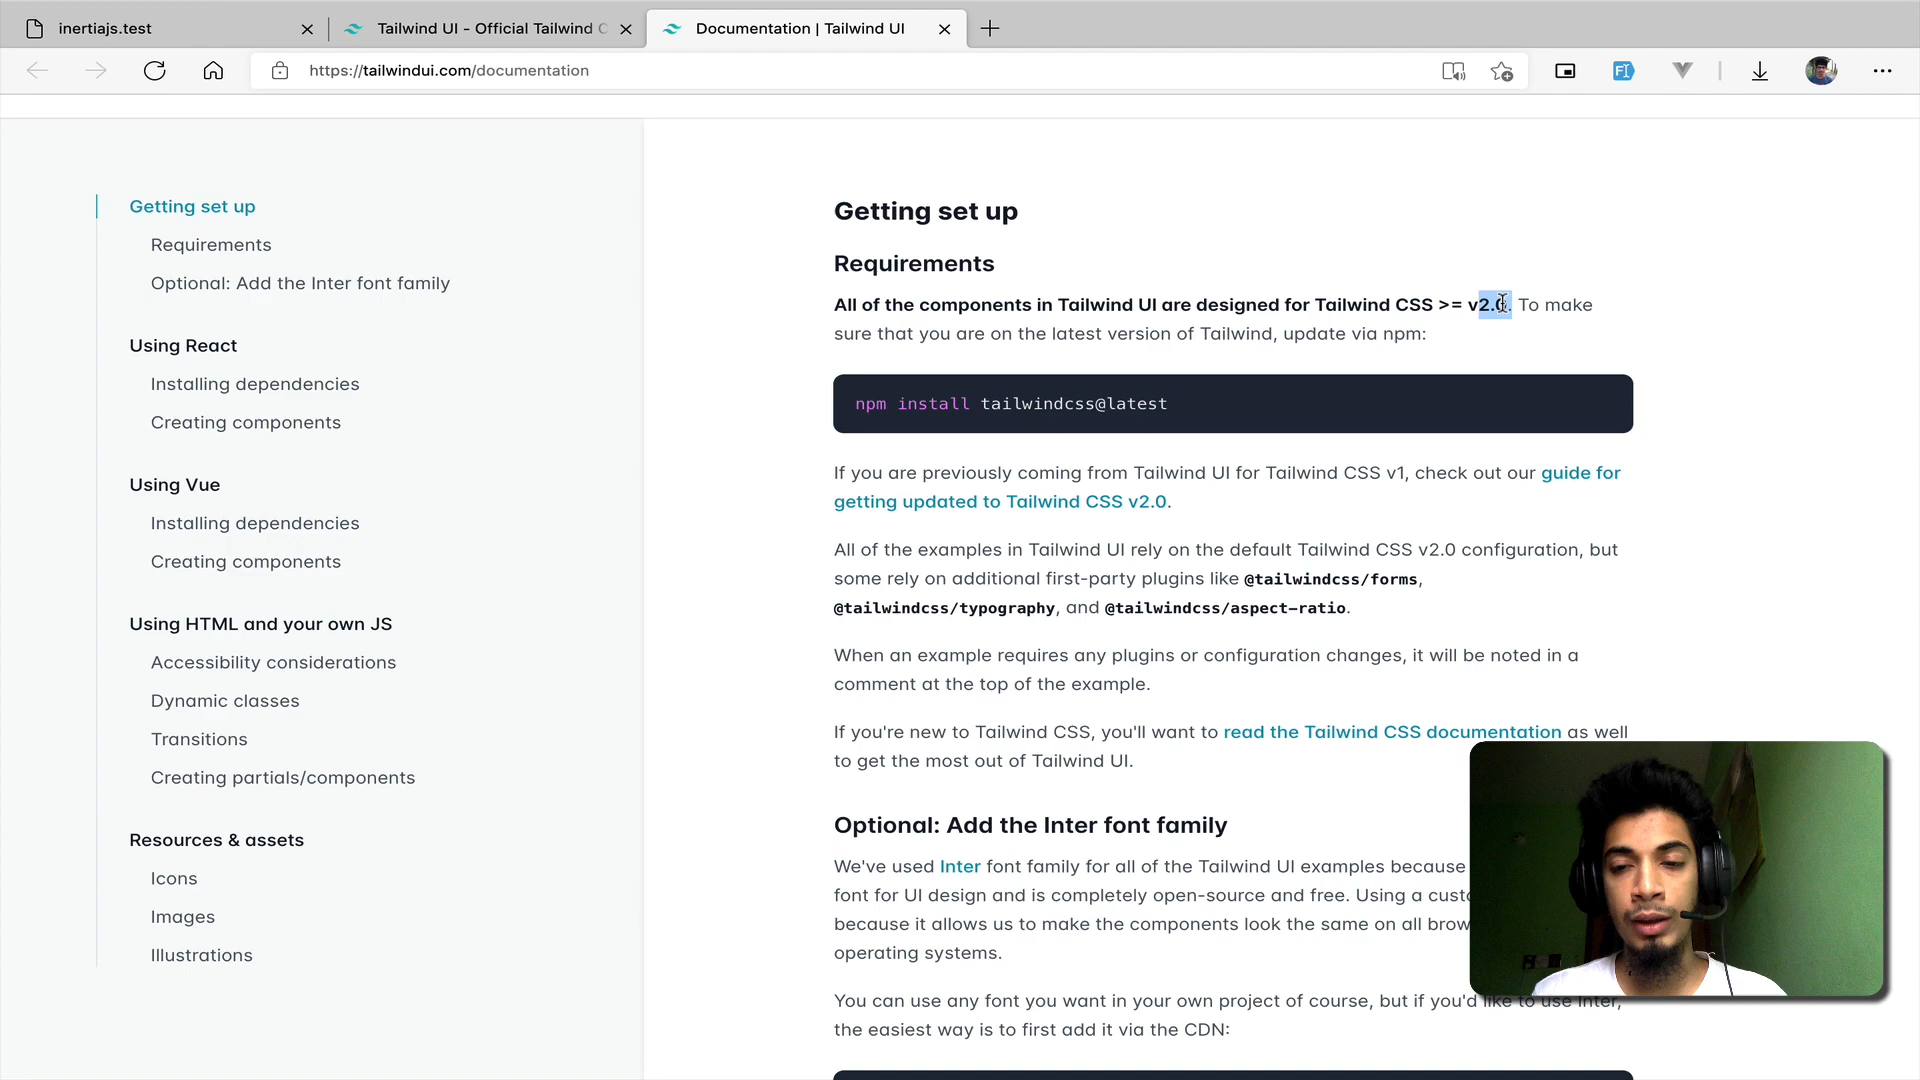 inertiajs.test
Tailwind UI - Official Tailwind C
Documentation | Tailwind UI
https://tailwindui.com/documentation
Getting set up
Requirements
Optional: Add the Inter font family
Using React
Installing dependencies
Creating components
Using Vue
Installing dependencies
Creating components
Using HTML and your own JS
Accessibility considerations
Dynamic classes
Transitions
Creating partials/components
Resources & assets
Icons
Images
Illustrations
Getting set up
Requirements
All of the components in Tailwind UI are designed for Tailwind CSS >= v2.0. To make
sure that you are on the latest version of Tailwind, update via npm:
npm install tailwindcss@latest
If you are previously coming from Tailwind UI for Tailwind CSS v1, check out our guide for
getting updated to Tailwind CSS v2.0.
All of the examples in Tailwind UI rely on the default Tailwind CSS v2.0 configuration, but
some rely on additional first-party plugins like @tailwindcss/forms,
@tailwindcss/typography, and @tailwindcss/aspect-ratio.
When an example requires any plugins or configuration changes, it will be noted in a
comment at the top of the example.
If you're new to Tailwind CSS, you'll want to read the Tailwind CSS documentation as well
to get the most out of Tailwind UI.
Optional: Add the Inter font family
We've used Inter font family for all of the Tailwind UI examples because
font for UI design and is completely open-source and free. Using a custo
because it allows us to make the components look the same on all brow
operating systems.
You can use any font you want in your own project of course, but if you'd like to use Inter,
the easiest way is to first add it via the CDN: